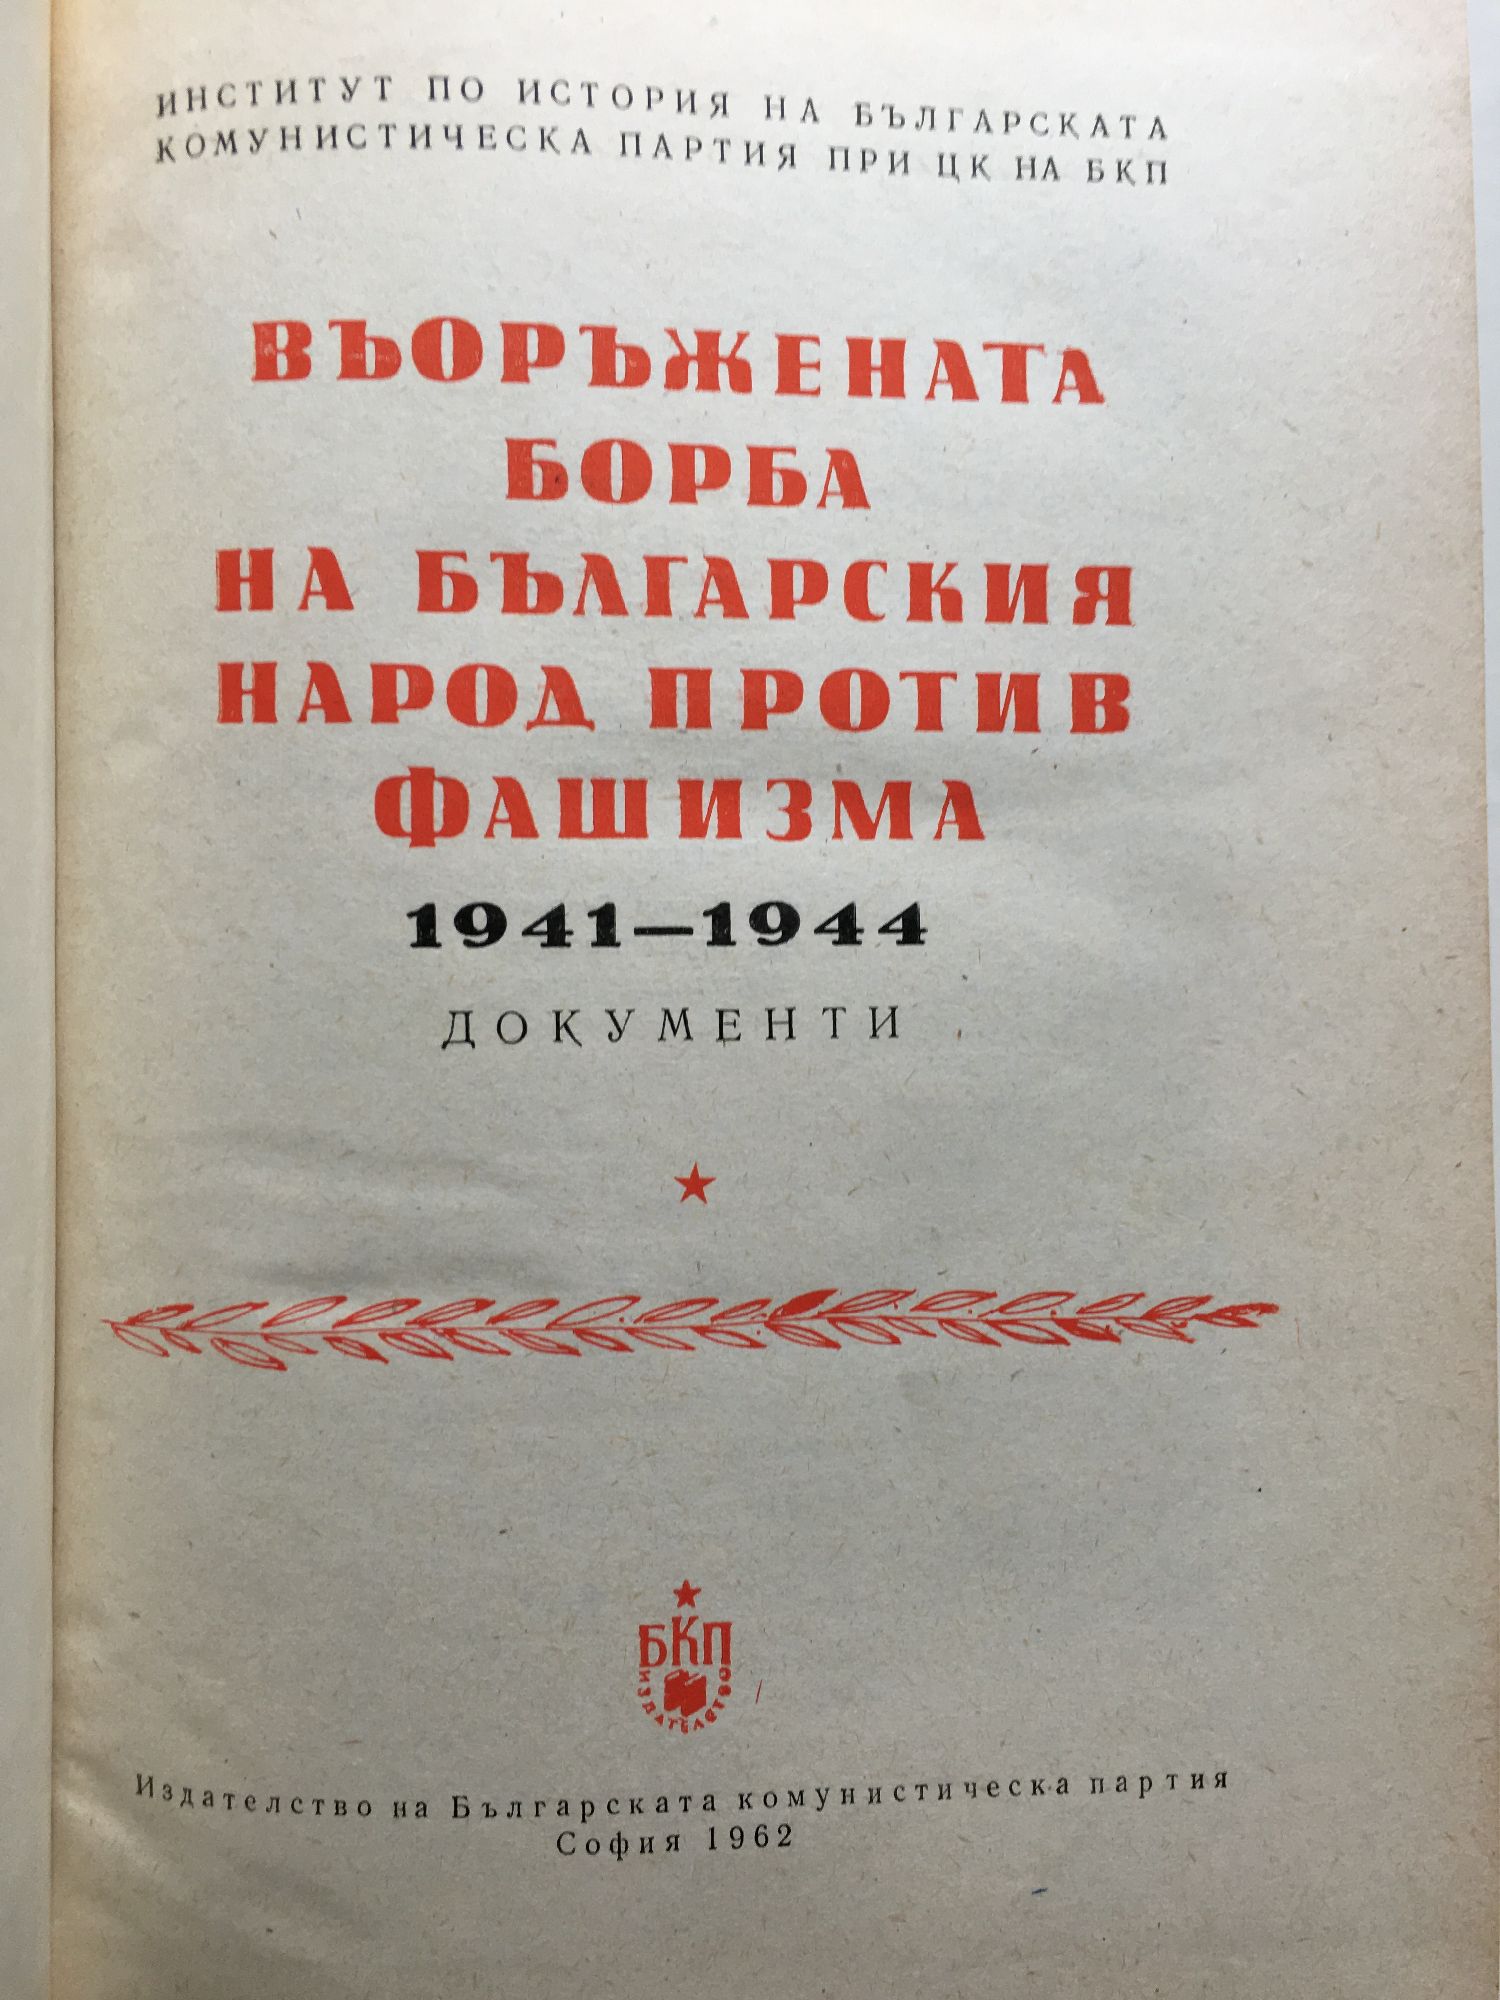 ИНСТИТУТ ПО ИСТОРИЯ НА БЪЛГАРСКАТА
КОМУНИСТИЧЕСКА ПАРТИЯ ПРИ ЦК НА БКП
ВЪОРЪЖЕНАТА
БОРБА
НА БЪЛГАРСКИЯ
НАРОД ПРОТИВ
ФАШИЗМА
1941—1944
ДОКУМЕНТИ
БКП
ИЗДАТЕЛСТВО
Издателство на Българската комунистическа партия
София 1962